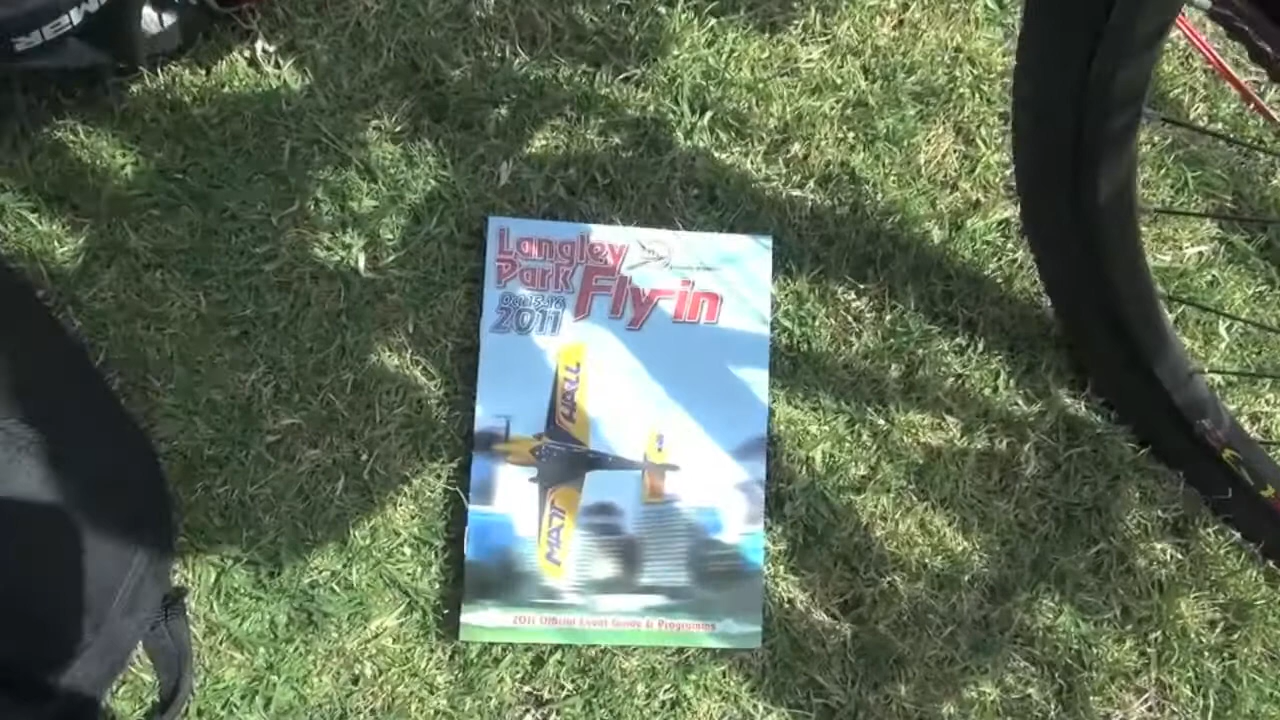 Langley
Park Fly-in
Oct 15-16
2011
HALL
MATT
2011 Official Event Guide & Programme